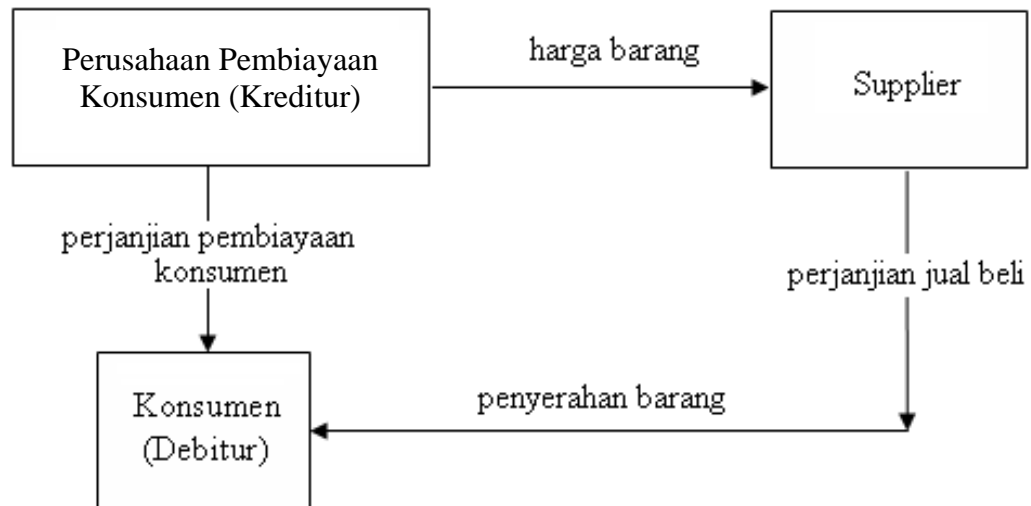 Perusahaan Pembiayaan
Konsumen (Kreditur)
harga barang
Supplier
perjanjian pembiayaan
konsumen
perjanjian jual beli
Konsumen
(Debitur)
penyerahan barang